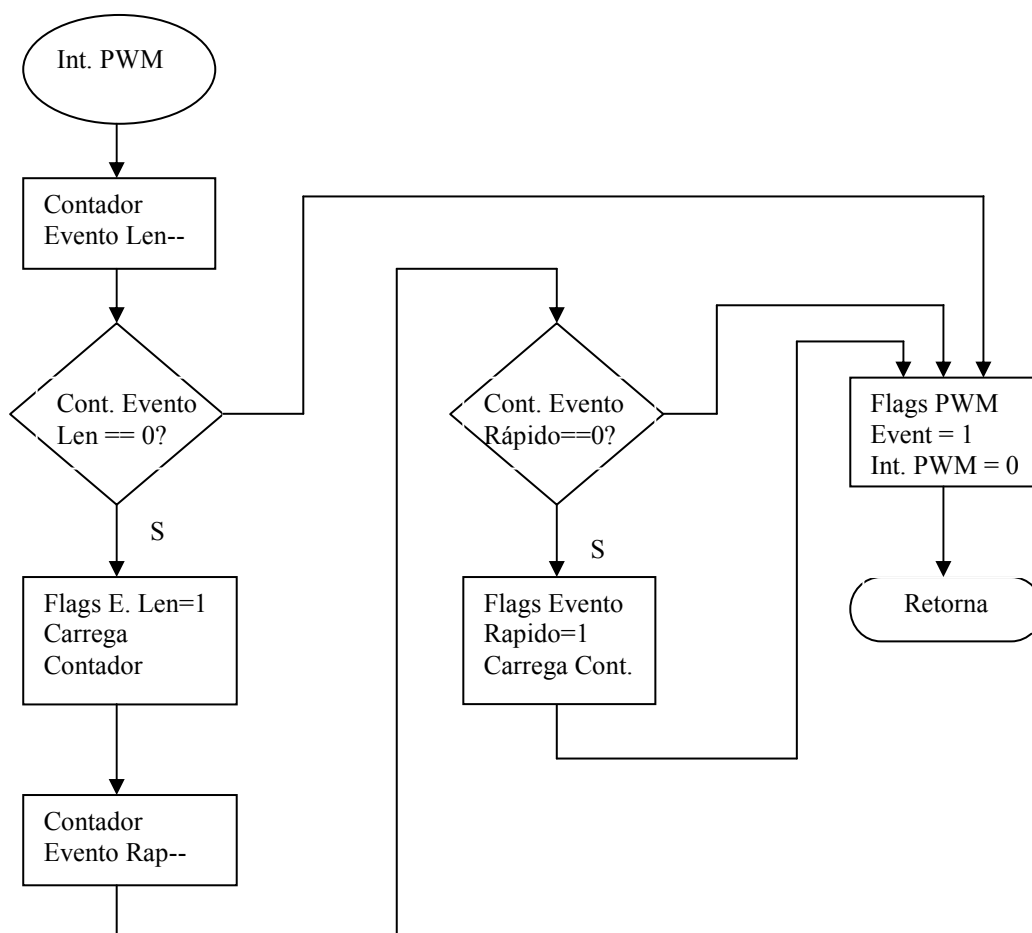 Int. PWM
Contador
Evento Len--
Cont. Evento
Len == 0?
S
Flags E. Len=1
Carrega
Contador
Contador
Evento Rap--
Cont. Evento
Rápido==0?
S
Flags Evento
Rapido=1
Carrega Cont.
Flags PWM
Event = 1
Int. PWM = 0
Retorna